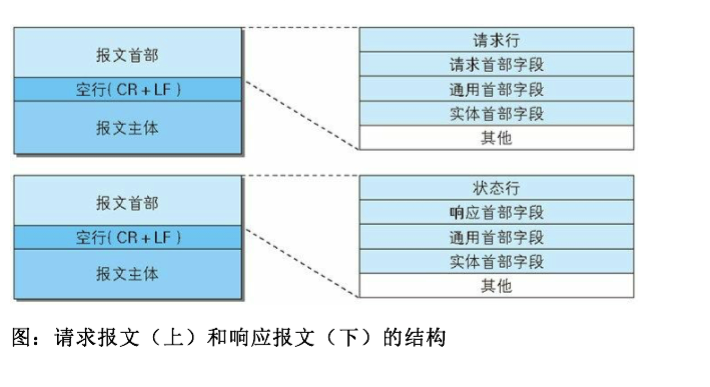 报文首部
空行(CR+LF)
报文主体
请求行
请求首部字段
通用首部字段
实体首部字段
其他
报文首部
空行(CR+LF)
报文主体
状态行
响应首部字段
通用首部字段
实体首部字段
其他
图：请求报文（上）和响应报文（下）的结构